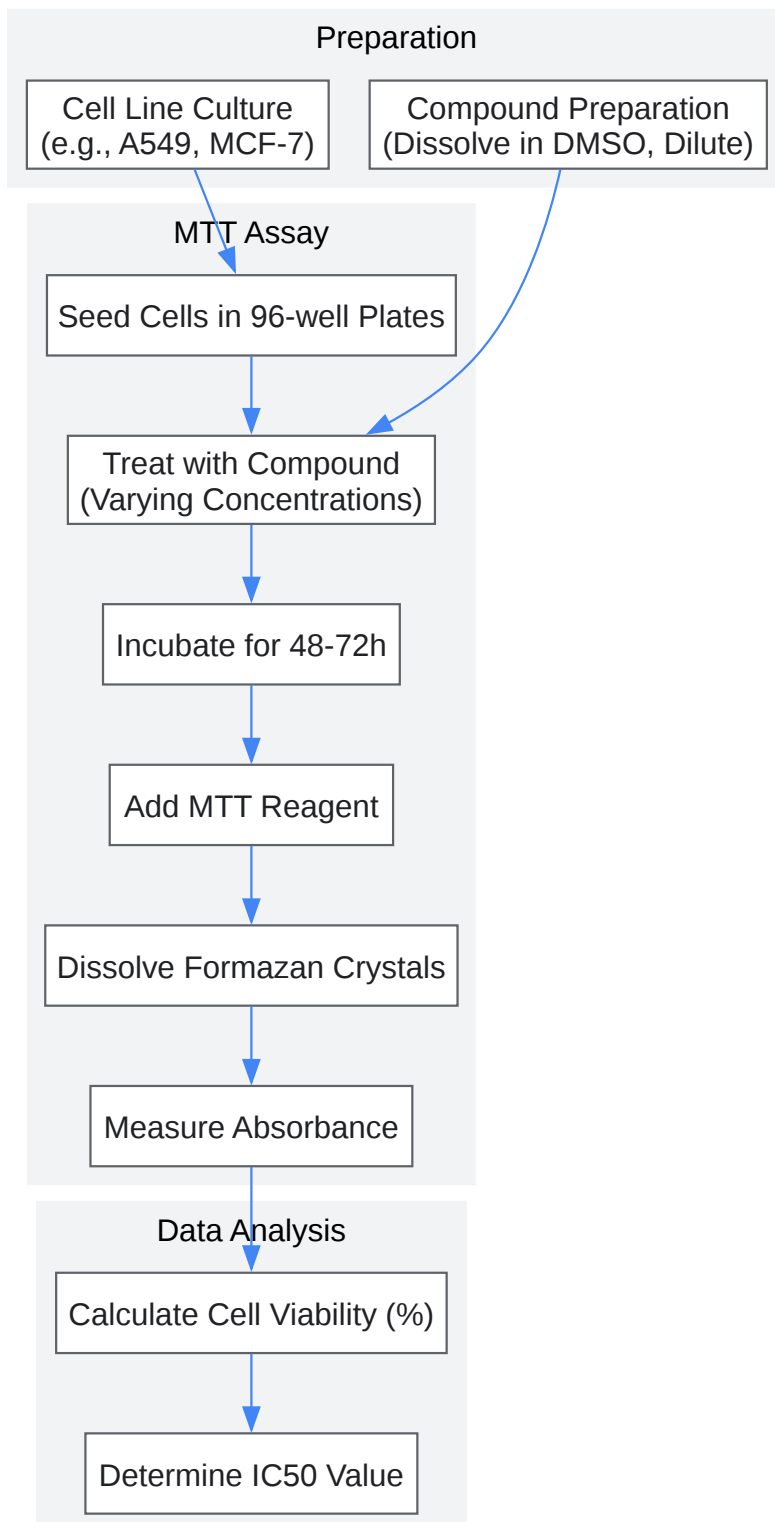 Preparation
Cell Line Culture
(e.g., A549, MCF-7)
Compound Preparation
(Dissolve in DMSO, Dilute)
MTT Assay
Seed Cells in 96-well Plates
Treat with Compound
(Varying Concentrations)
Incubate for 48-72h
Add MTT Reagent
Dissolve Formazan Crystals
Measure Absorbance
Data Analysis
Calculate Cell Viability (%)
Determine IC50 Value